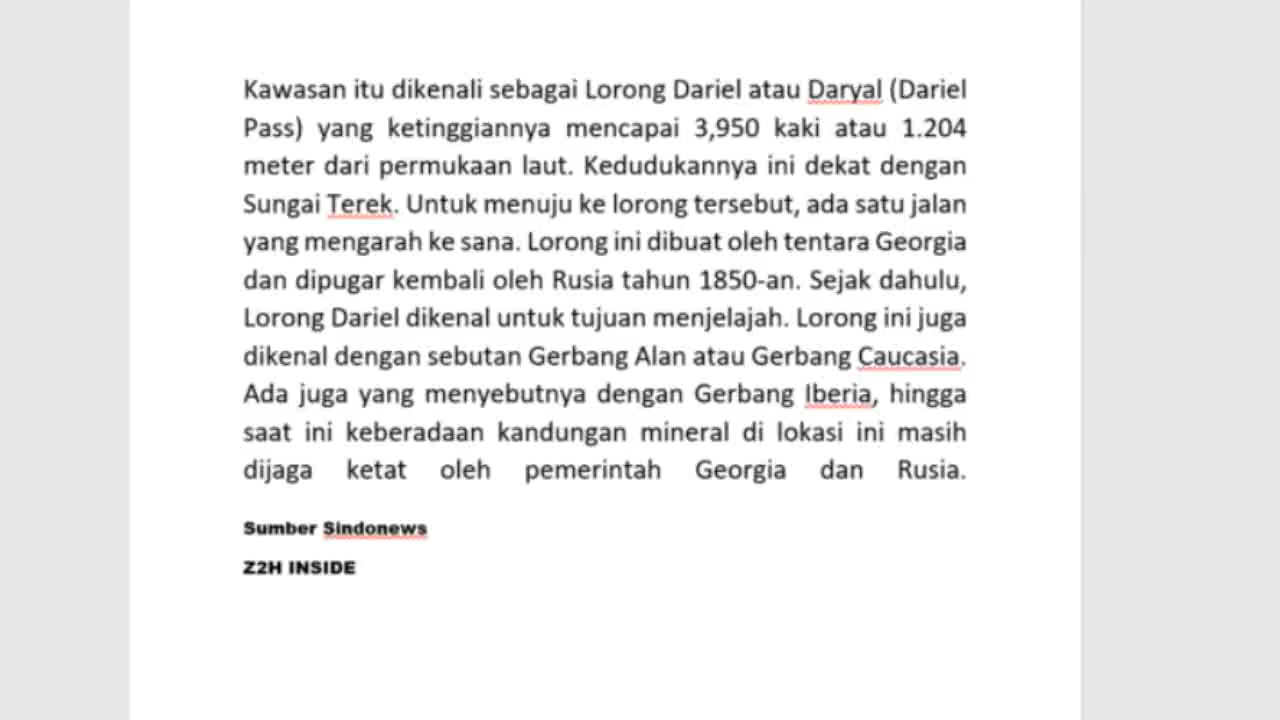 Kawasan itu dikenali sebagai Lorong Dariel atau Daryal (Dariel
Pass) yang ketinggiannya mencapai 3,950 kaki atau 1.204
meter dari permukaan laut. Kedudukannya ini dekat dengan
Sungai Terek. Untuk menuju ke lorong tersebut, ada satu jalan
yang mengarah ke sana. Lorong ini dibuat oleh tentara Georgia
dan dipugar kembali oleh Rusia tahun 1850-an. Sejak dahulu,
Lorong Dariel dikenal untuk tujuan menjelajah. Lorong ini juga
dikenal dengan sebutan Gerbang Alan atau Gerbang Caucasia.
Ada juga yang menyebutnya dengan Gerbang Iberia, hingga
saat ini keberadaan kandungan mineral di lokasi ini masih
dijaga ketat oleh pemerintah Georgia dan Rusia.
Sumber Sindonews
Z2H INSIDE